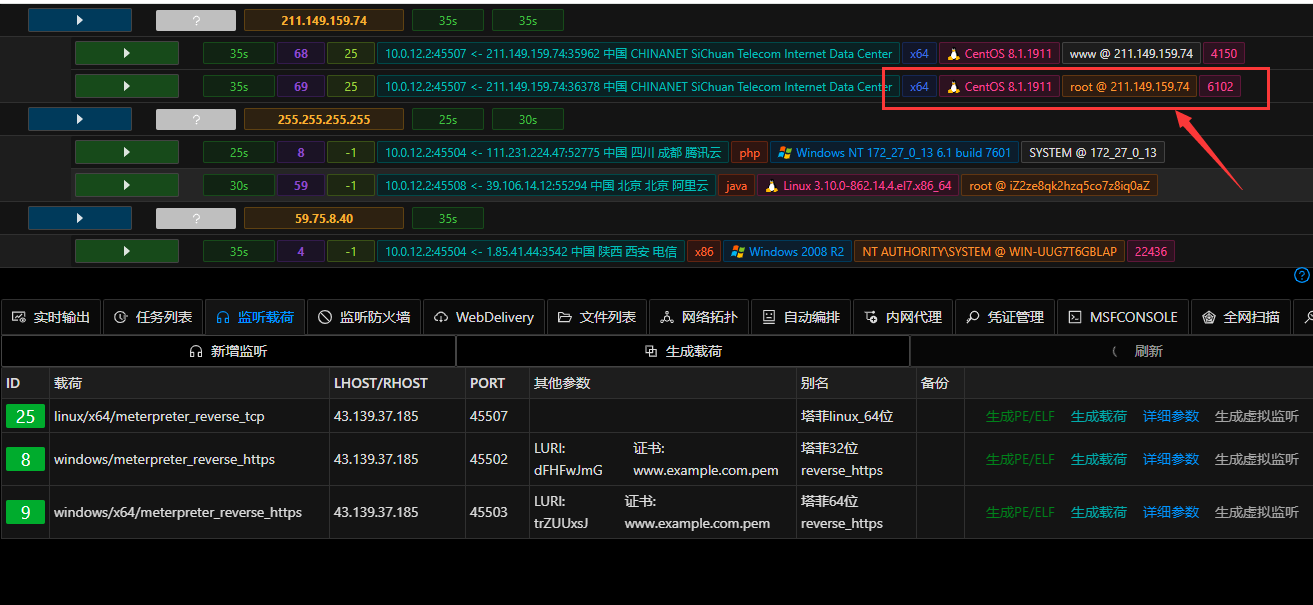 ? 211.149.159.74 35s 35s
35s 68 25 10.0.12.2:45507 <- 211.149.159.74:35962 中国 CHINANET SiChuan Telecom Internet Data Center x64 CentOS 8.1.1911 www @ 211.149.159.74 4150
35s 69 25 10.0.12.2:45507 <- 211.149.159.74:36378 中国 CHINANET SiChuan Telecom Internet Data Center x64 CentOS 8.1.1911 root @ 211.149.159.74 6102
? 255.255.255.255 25s 30s
25s 8 -1 10.0.12.2:45504 <- 111.231.224.47:52775 中国 四川 成都 腾讯云 php Windows NT 172_27_0_13 6.1 build 7601 SYSTEM @ 172_27_0_13
30s 59 -1 10.0.12.2:45508 <- 39.106.14.12:55294 中国 北京 北京 阿里云 java Linux 3.10.0-862.14.4.el7.x86_64 root @ iZ2ze8qk2hzq5co7z8iq0aZ
? 59.75.8.40 35s
35s 4 -1 10.0.12.2:45504 <- 1.85.41.44:3542 中国 陕西 西安 电信 x86 Windows 2008 R2 NT AUTHORITY\SYSTEM @ WIN-UUG7T6GBLAP 22436
实时输出 任务列表 监听载荷 监听防火墙 WebDelivery 文件列表 网络拓扑 自动编排 内网代理 凭证管理 MSFCONSOLE 全网扫描
新增监听 生成载荷 刷新
ID 载荷 LHOST/RHOST PORT 其他参数 别名 备份
25 linux/x64/meterpreter_reverse_tcp 43.139.37.185 45507 塔菲linux_64位 生成PE/ELF 生成载荷 详细参数 生成虚拟监听
8 windows/meterpreter_reverse_https 43.139.37.185 45502 LURI: 证书: 塔菲32位 生成PE/ELF 生成载荷 详细参数 生成虚拟监听
dFHFwJmG www.example.com.pem reverse_https
9 windows/x64/meterpreter_reverse_https 43.139.37.185 45503 LURI: 证书: 塔菲64位 生成PE/ELF 生成载荷 详细参数 生成虚拟监听
trZUUxsJ www.example.com.pem reverse_https